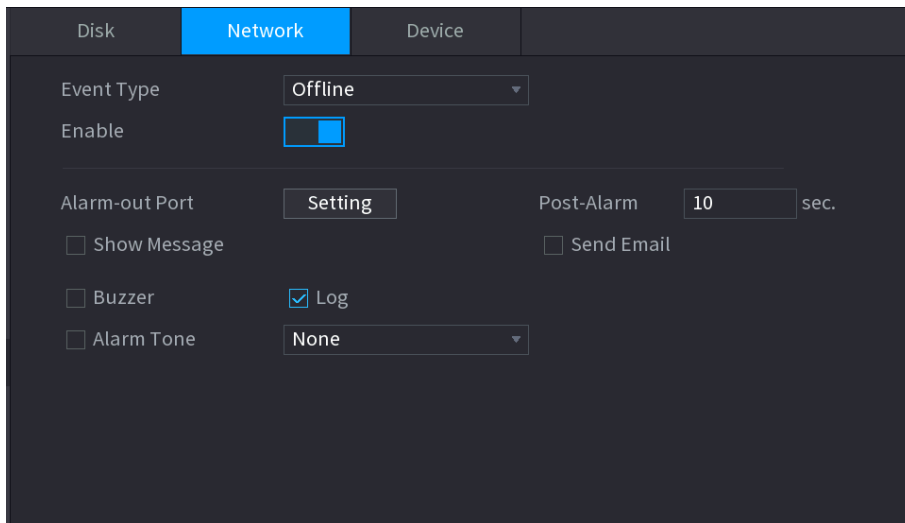 Disk Network Device
Event Type Offline
Enable
Alarm-out Port Setting Post-Alarm 10 sec.
Show Message Send Email
Buzzer Log
Alarm Tone None